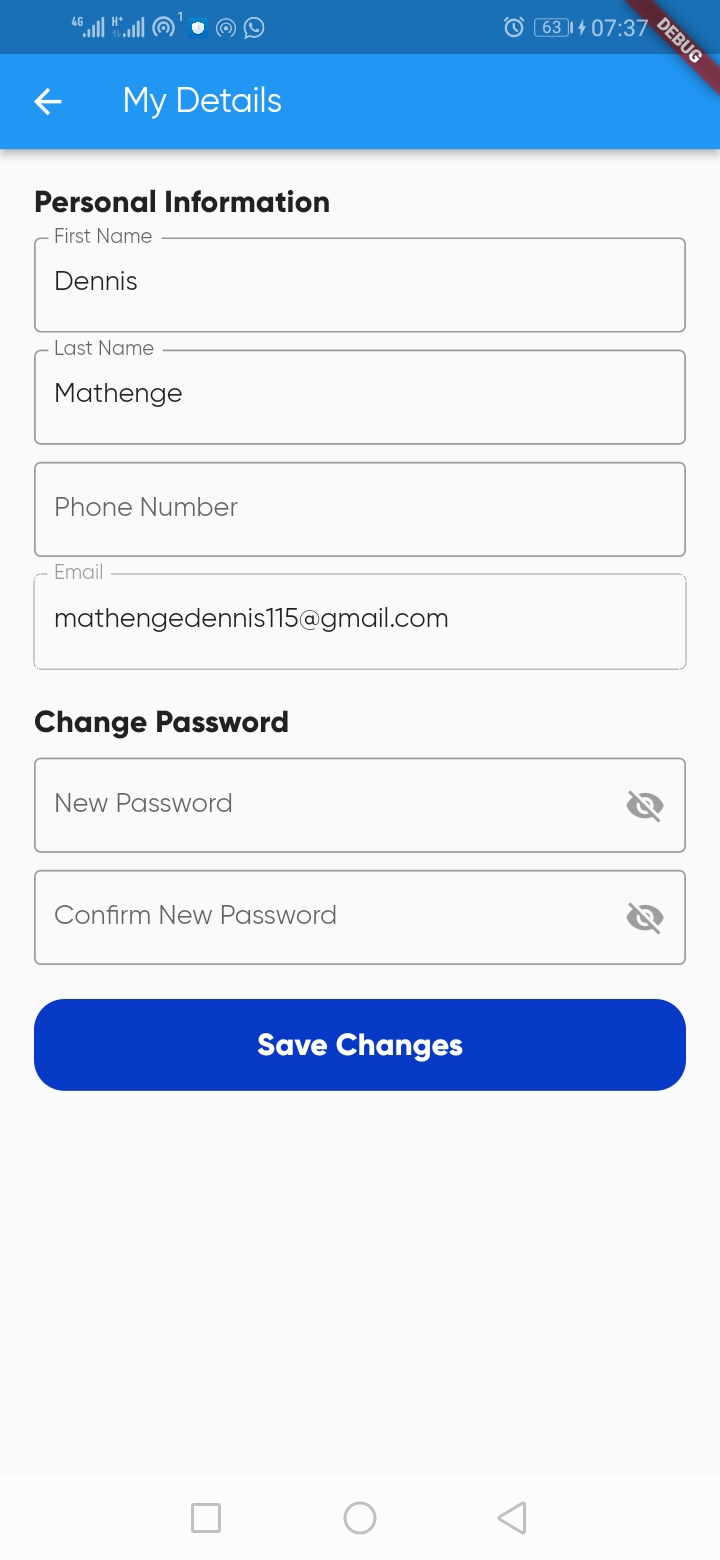 4G H+ 1 63 07:37
DEBUG
My Details
Personal Information
First Name
Dennis
Last Name
Mathenge
Phone Number
Email
mathengedennis115@gmail.com
Change Password
New Password
Confirm New Password
Save Changes